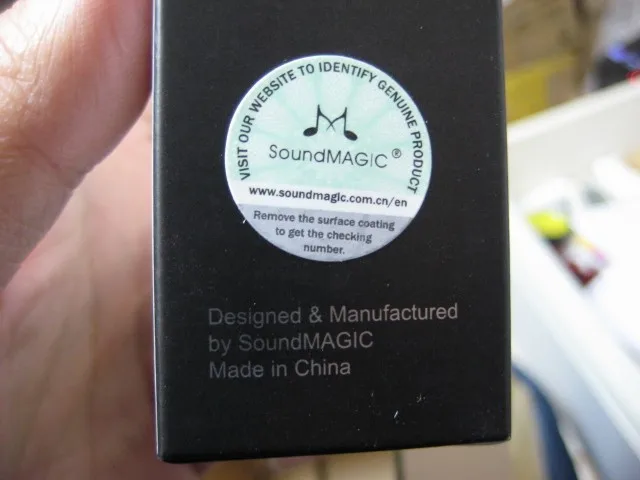 VISIT OUR WEBSITE TO IDENTIFY GENUINE PRODUCT
SoundMAGIC®
www.soundmagic.com.cn/en
Remove the surface coating
to get the checking
number.
Designed & Manufactured
by SoundMAGIC
Made in China